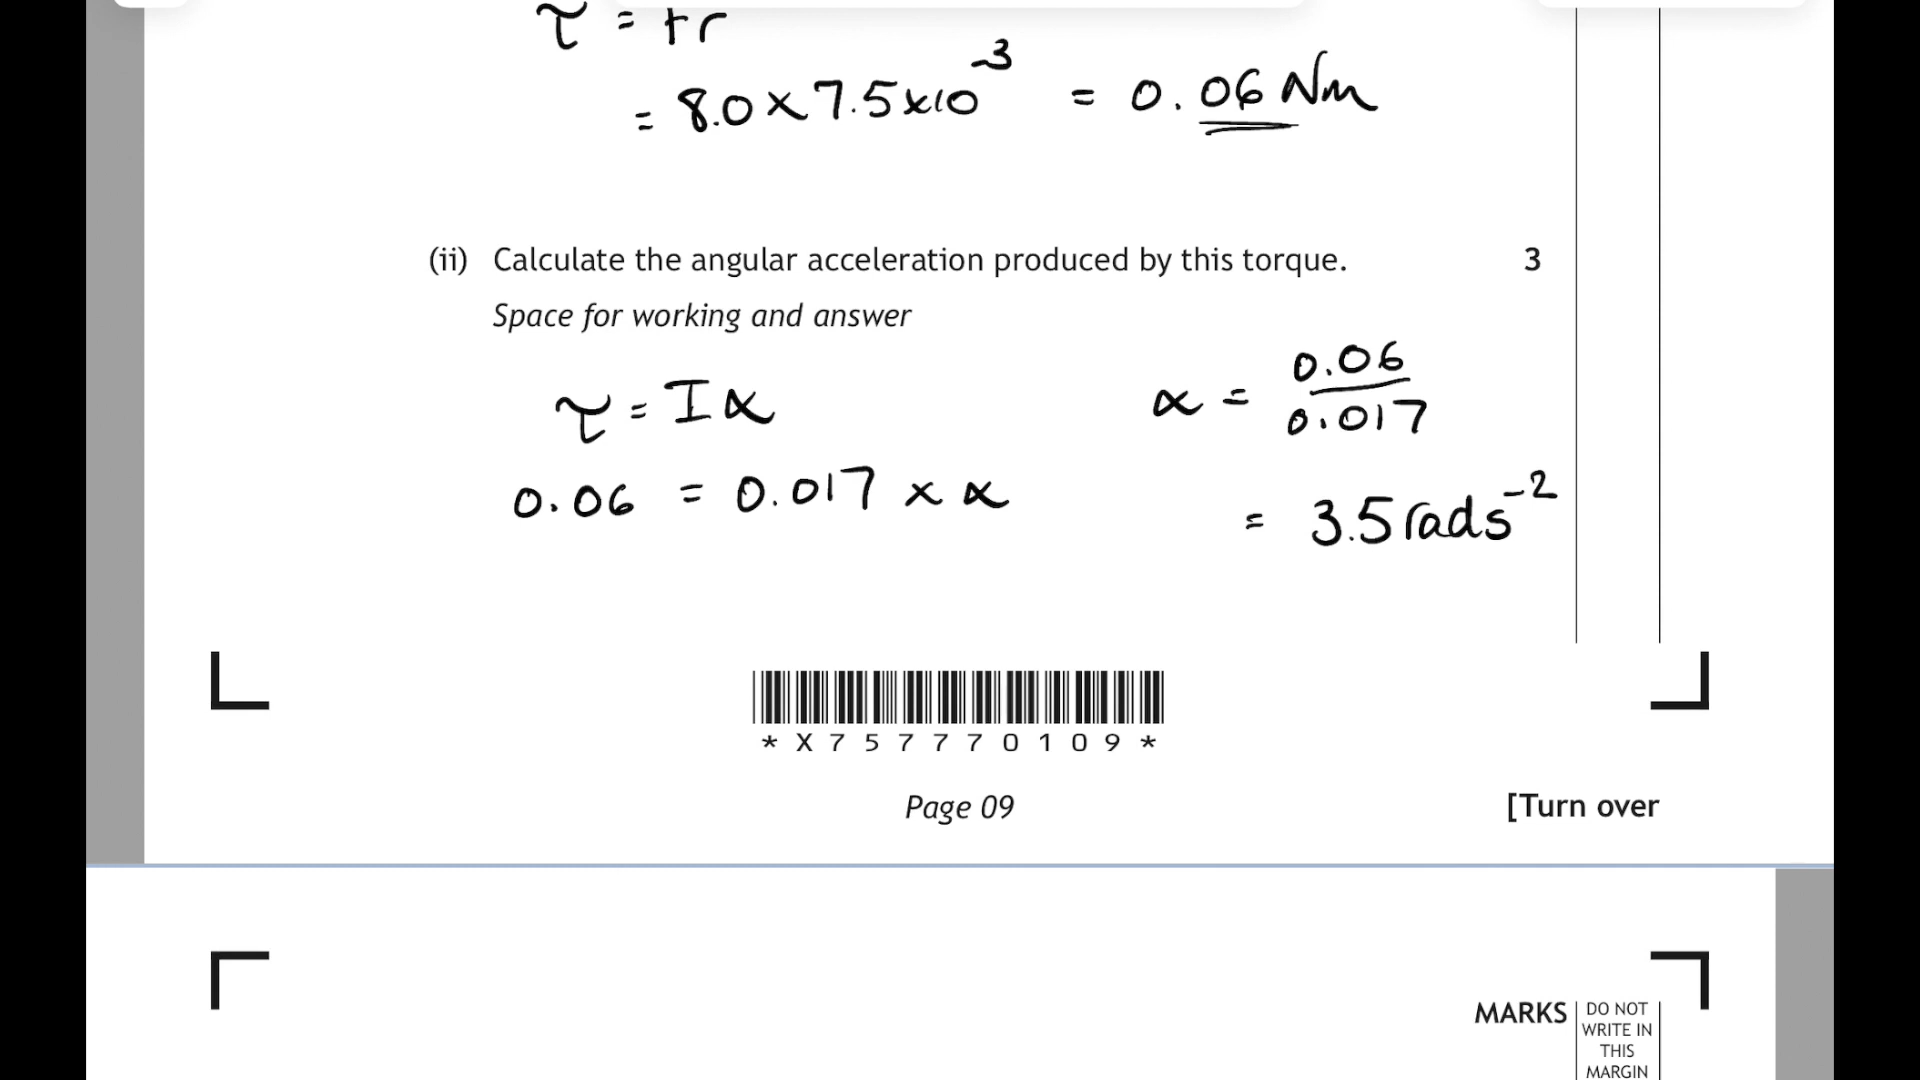 τ = Fr
= 8.0 × 7.5×10⁻³ = 0.06 Nm
(ii) Calculate the angular acceleration produced by this torque. 3
Space for working and answer
τ = Iα
0.06 = 0.017 × α
α = 0.06/0.017
= 3.5 rads⁻²
* X 7 5 7 7 7 0 1 0 9 *
Page 09
[Turn over
MARKS
DO NOT
WRITE IN
THIS
MARGIN